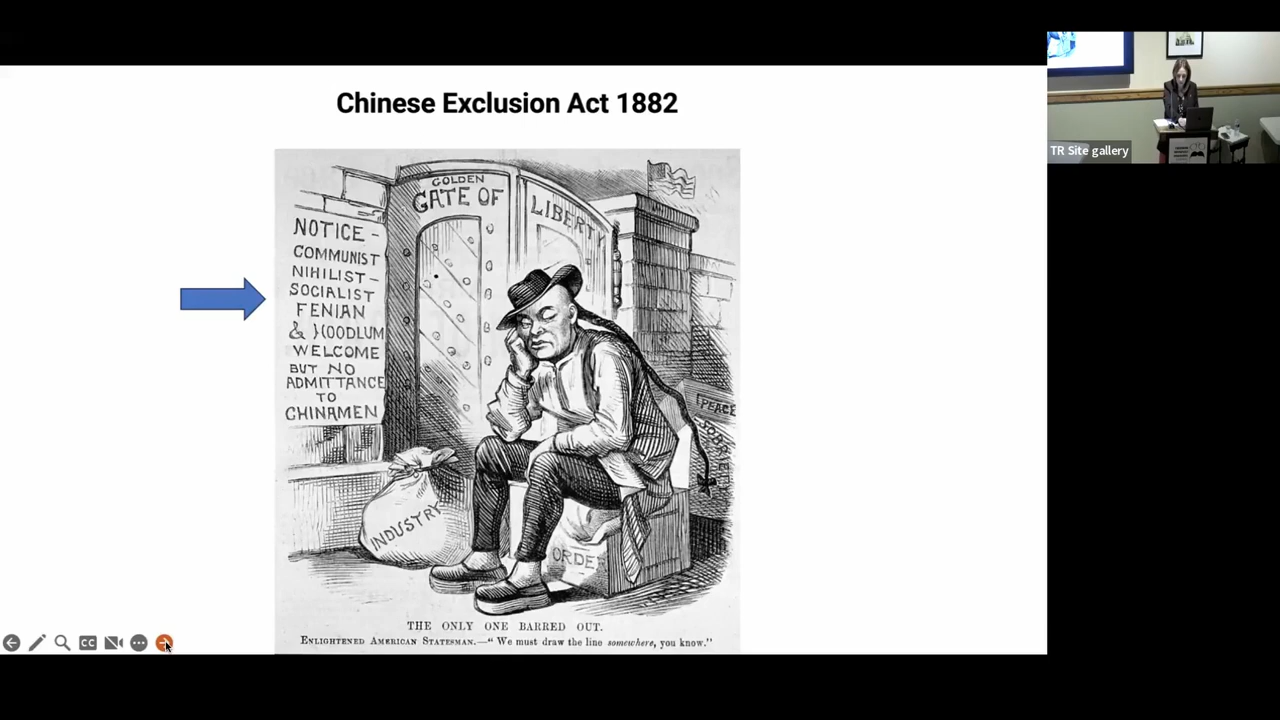 Chinese Exclusion Act 1882
GOLDEN
GATE OF
LIBERTY
NOTICE -
COMMUNIST
NIHILIST -
SOCIALIST
FENIAN
& HOODLUM
WELCOME
BUT NO
ADMITTANCE
TO
CHINAMEN
INDUSTRY
ORDER
PEACE
THE ONLY ONE BARRED OUT.
ENLIGHTENED AMERICAN STATESMAN.—“ We must draw the line somewhere, you know.”
TR Site gallery
CC